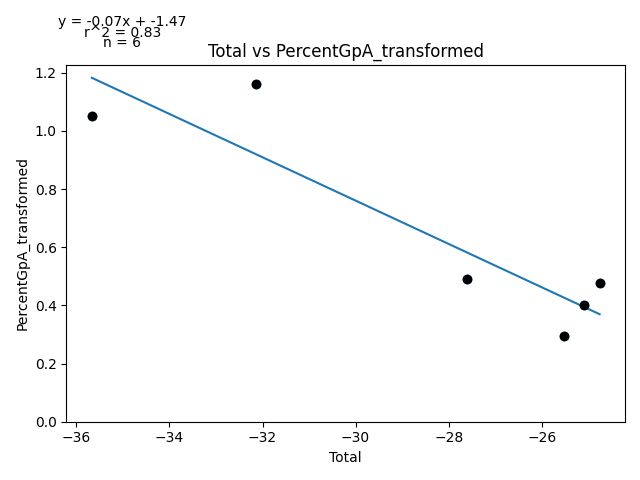 y = -0.07x + -1.47
r^2 = 0.83
n = 6
Total vs PercentGpA_transformed
PercentGpA_transformed
1.2
1.0
0.8
0.6
0.4
0.2
0.0
−36
−34
−32
−30
−28
−26
Total